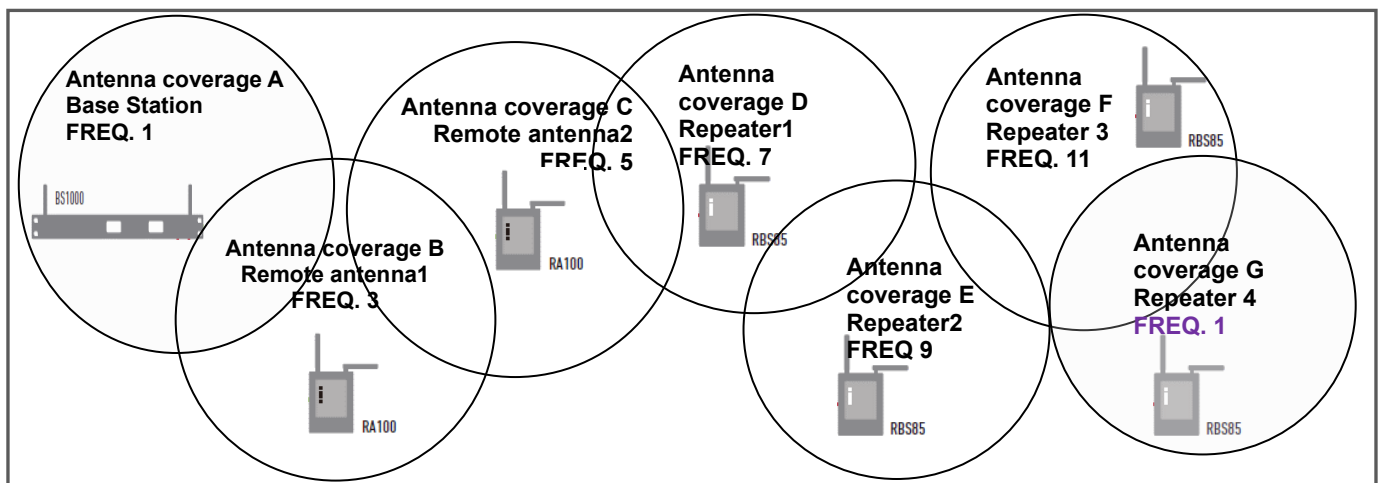 Antenna coverage A
Base Station
FREQ. 1
BS1000
Antenna coverage B
Remote antenna1
FREQ. 3
RA100
Antenna coverage C
Remote antenna2
FREQ. 5
RA100
Antenna
coverage D
Repeater1
FREQ. 7
RBS85
Antenna
coverage E
Repeater2
FREQ 9
RBS85
Antenna
coverage F
Repeater 3
FREQ. 11
RBS85
Antenna
coverage G
Repeater 4
FREQ. 1
RBS85